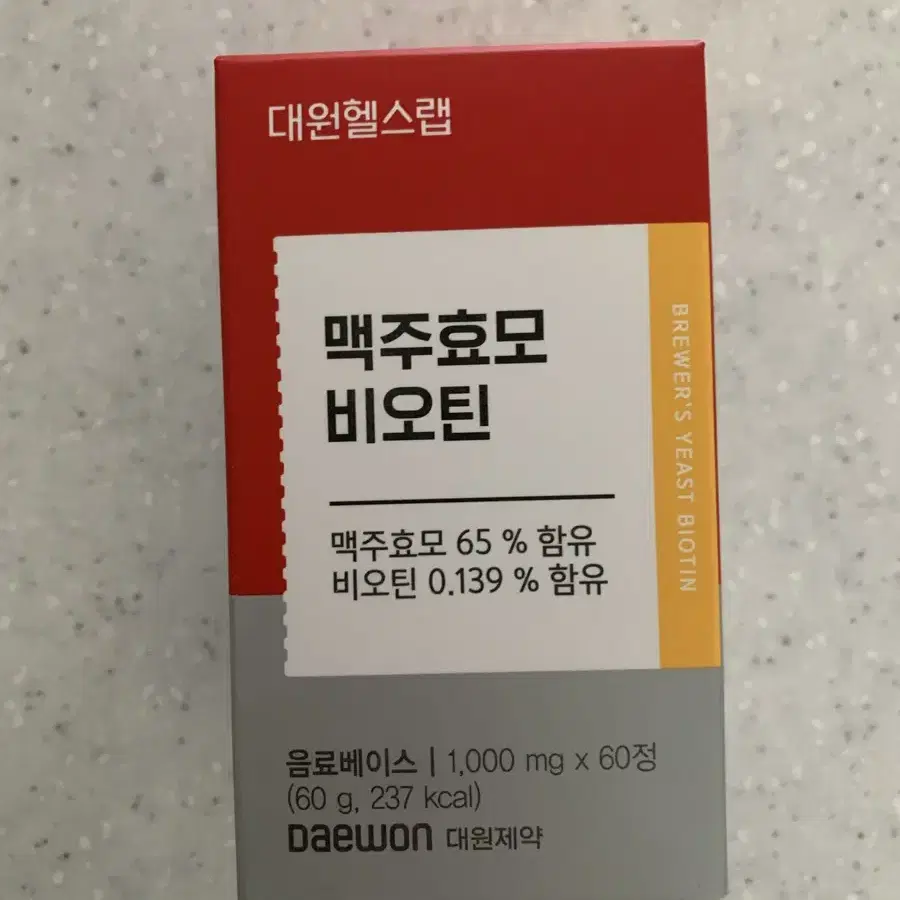 대원헬스랩
맥주효모
비오틴
BREWER'S YEAST BIOTIN
맥주효모 65 % 함유
비오틴 0.139 % 함유
음료베이스 | 1,000 mg x 60정
(60 g, 237 kcal)
Daewon 대원제약